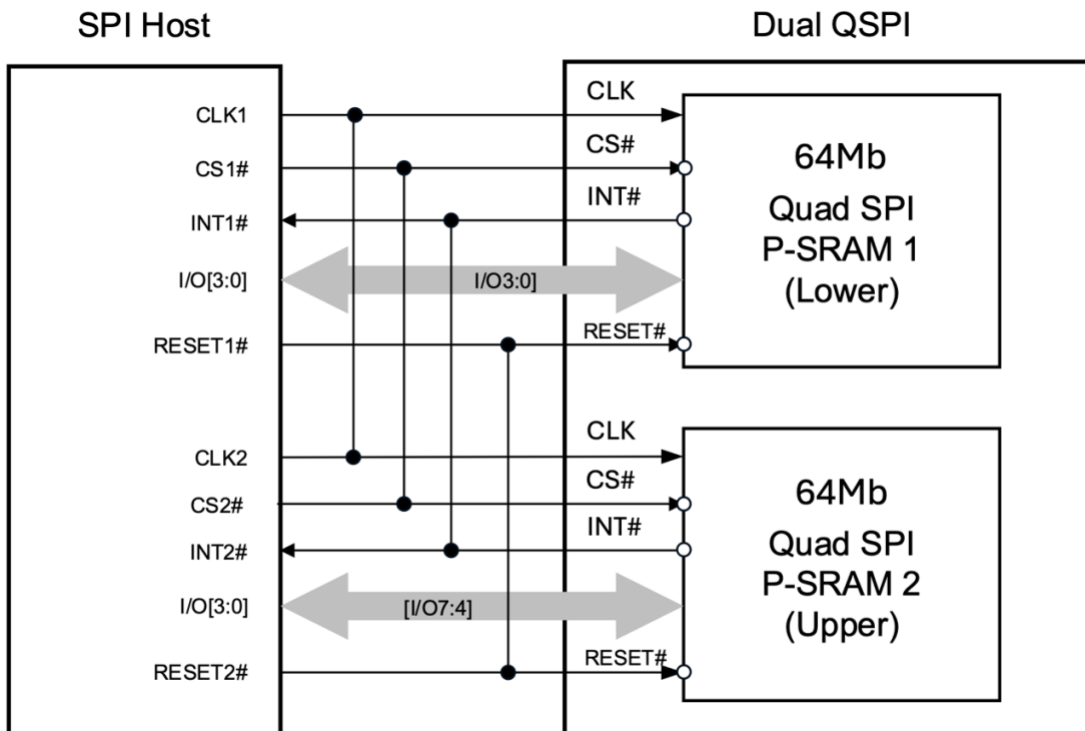 SPI Host
Dual QSPI
CLK1
CS1#
INT1#
I/O[3:0]
RESET1#
CLK2
CS2#
INT2#
I/O[3:0]
RESET2#
I/O3:0]
[I/O7:4]
CLK
CS#
INT#
RESET#
64Mb
Quad SPI
P-SRAM 1
(Lower)
CLK
CS#
INT#
RESET#
64Mb
Quad SPI
P-SRAM 2
(Upper)